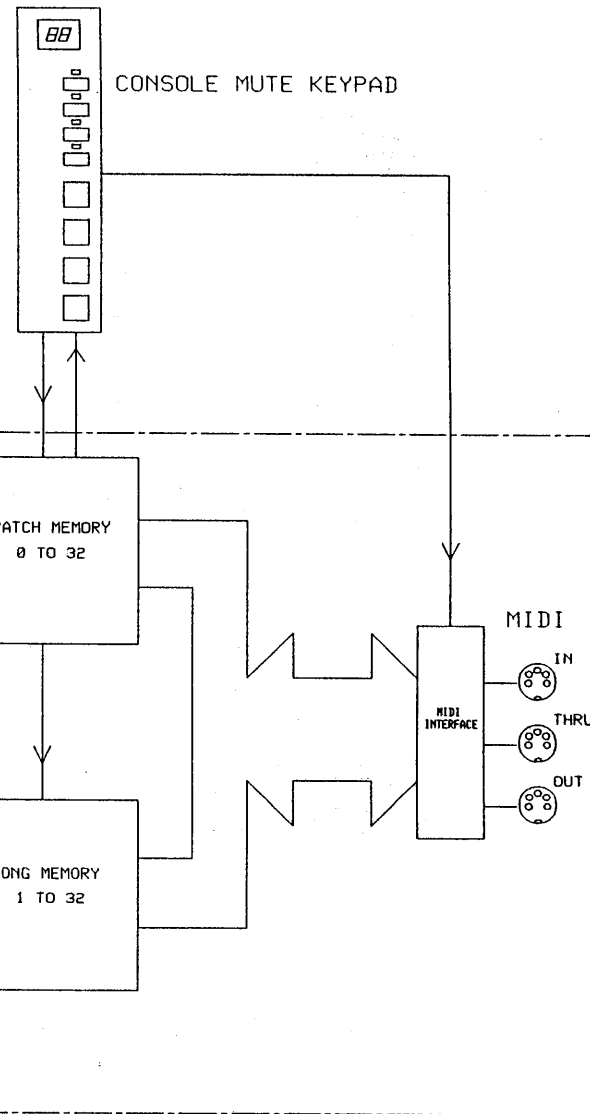 88
CONSOLE MUTE KEYPAD
ATCH MEMORY
0 TO 32
MIDI
IN
MIDI
INTERFACE
THRU
OUT
ONG MEMORY
1 TO 32